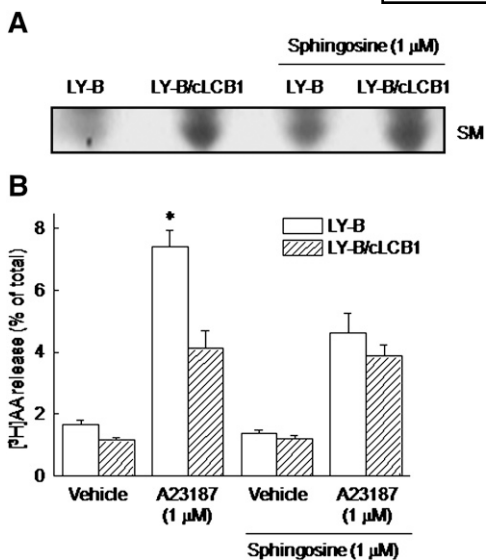 A
Sphingosine (1 μM)
LY-B LY-B/cLCB1 LY-B LY-B/cLCB1
SM
B
8
6
4
2
0
[³H]AA release (% of total)
*
LY-B
LY-B/cLCB1
Vehicle A23187 Vehicle A23187
(1 μM) (1 μM)
Sphingosine (1 μM)